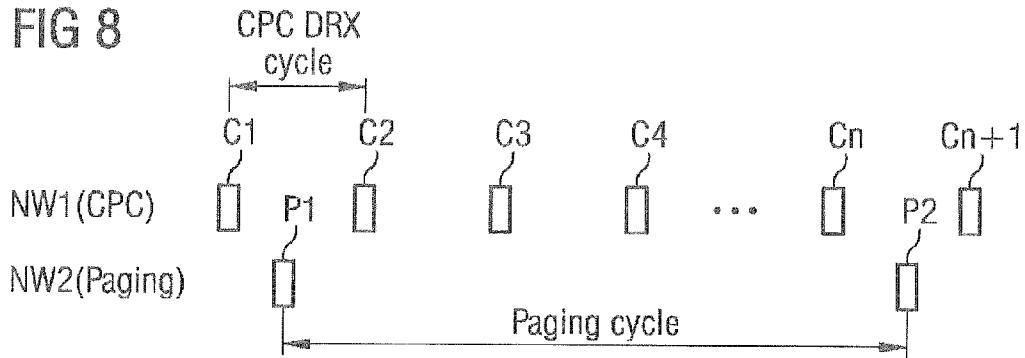 FIG 8
CPC DRX
cycle
C1 C2 C3 C4 Cn Cn+1
NW1(CPC) P1 ... P2
NW2(Paging)
Paging cycle